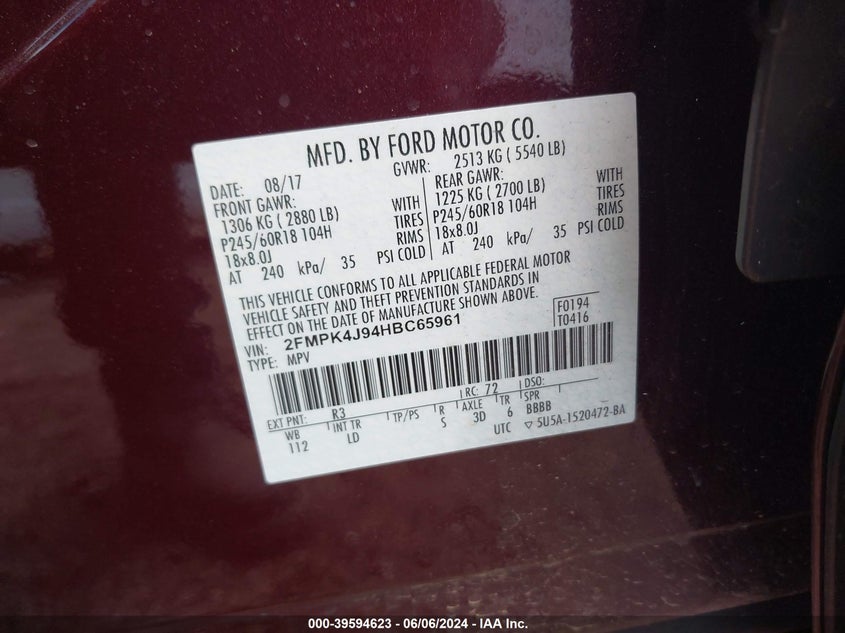 MFD. BY FORD MOTOR CO.
DATE: 08/17 GVWR: 2513 KG ( 5540 LB)
FRONT GAWR: REAR GAWR:
1306 KG ( 2880 LB) WITH 1225 KG ( 2700 LB) WITH
P245/60R18 104H TIRES P245/60R18 104H TIRES
18x8.0J RIMS 18x8.0J RIMS
AT 240 kPa/ 35 PSI COLD AT 240 kPa/ 35 PSI COLD
THIS VEHICLE CONFORMS TO ALL APPLICABLE FEDERAL MOTOR
VEHICLE SAFETY AND THEFT PREVENTION STANDARDS IN
EFFECT ON THE DATE OF MANUFACTURE SHOWN ABOVE.
VIN: 2FMPK4J94HBC65961 F0194
TYPE: MPV T0416
EXT PNT: R3 RC: 72 DSO:
WB INT TR TP/PS R AXLE TR SPR
112 LD S 3D 6 BBBB
UTC ▽ 5U5A-1520472-BA
000-39594623 - 06/06/2024 - IAA Inc.